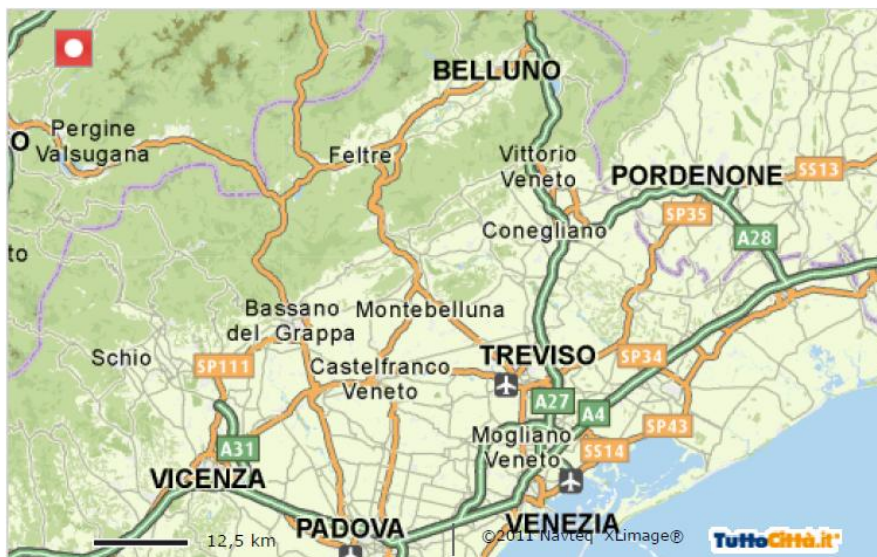 BELLUNO
O
Pergine
Valsugana
Feltre
Vittorio
Veneto
PORDENONE
SS13
SP35
Conegliano
A28
to
Bassano
del Grappa
Montebelluna
Schio
SP111
Castelfranco
Veneto
TREVISO
SP34
A27
A4
SP43
Mogliano
Veneto
SS14
A31
VICENZA
PADOVA
VENEZIA
12,5 km
©2011 Navteq XLimage®
TuttoCittà.it®